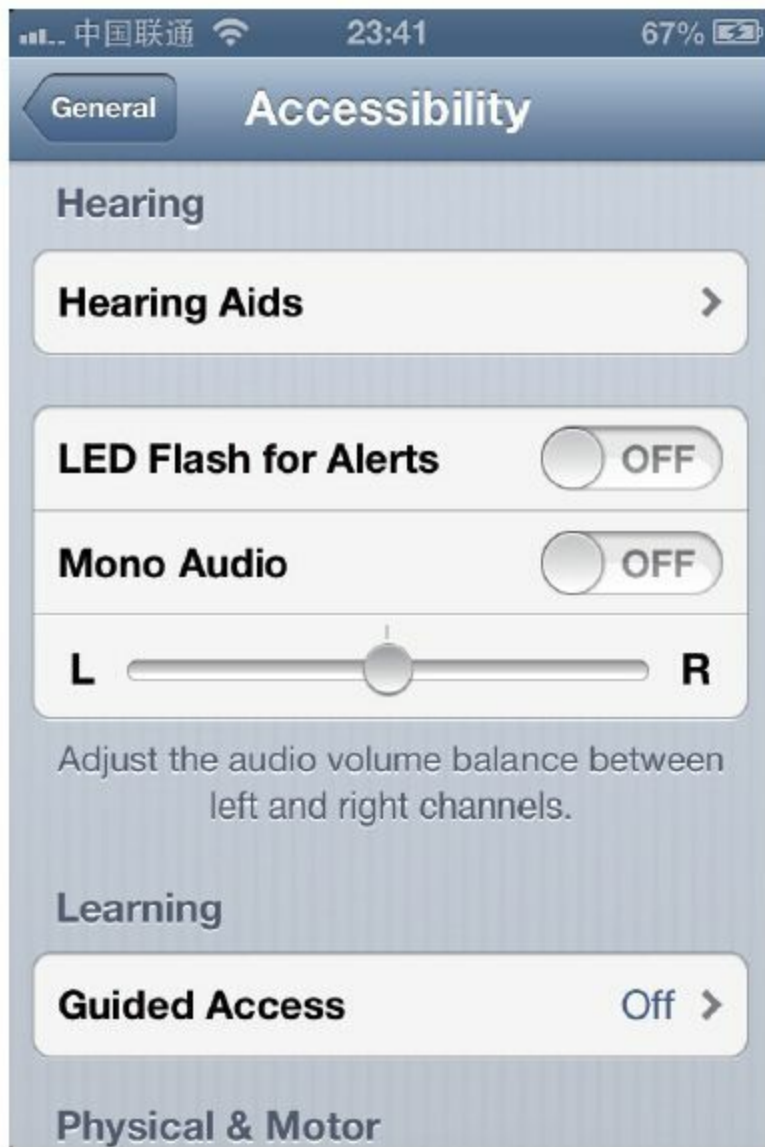 中国联通 23:41 67%
General Accessibility
Hearing
Hearing Aids
LED Flash for Alerts OFF
Mono Audio OFF
L R
Adjust the audio volume balance between
left and right channels.
Learning
Guided Access Off
Physical & Motor